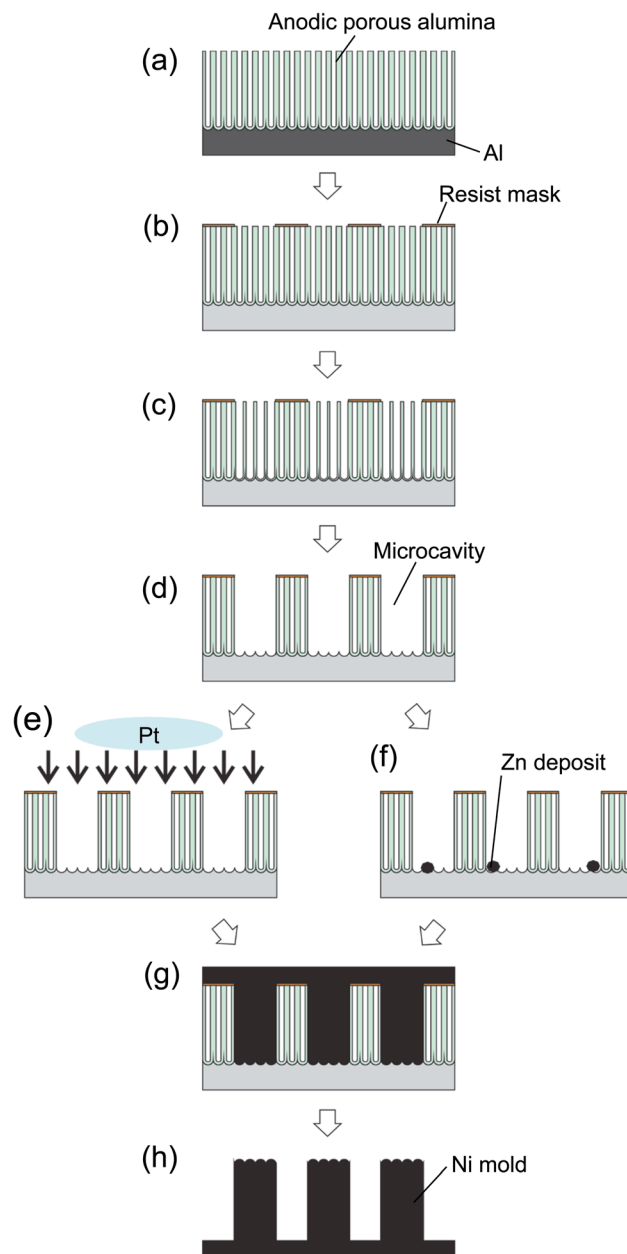 Anodic porous alumina
(a)
Al
Resist mask
(b)
(c)
Microcavity
(d)
(e)
Pt
(f)
Zn deposit
(g)
(h)
Ni mold